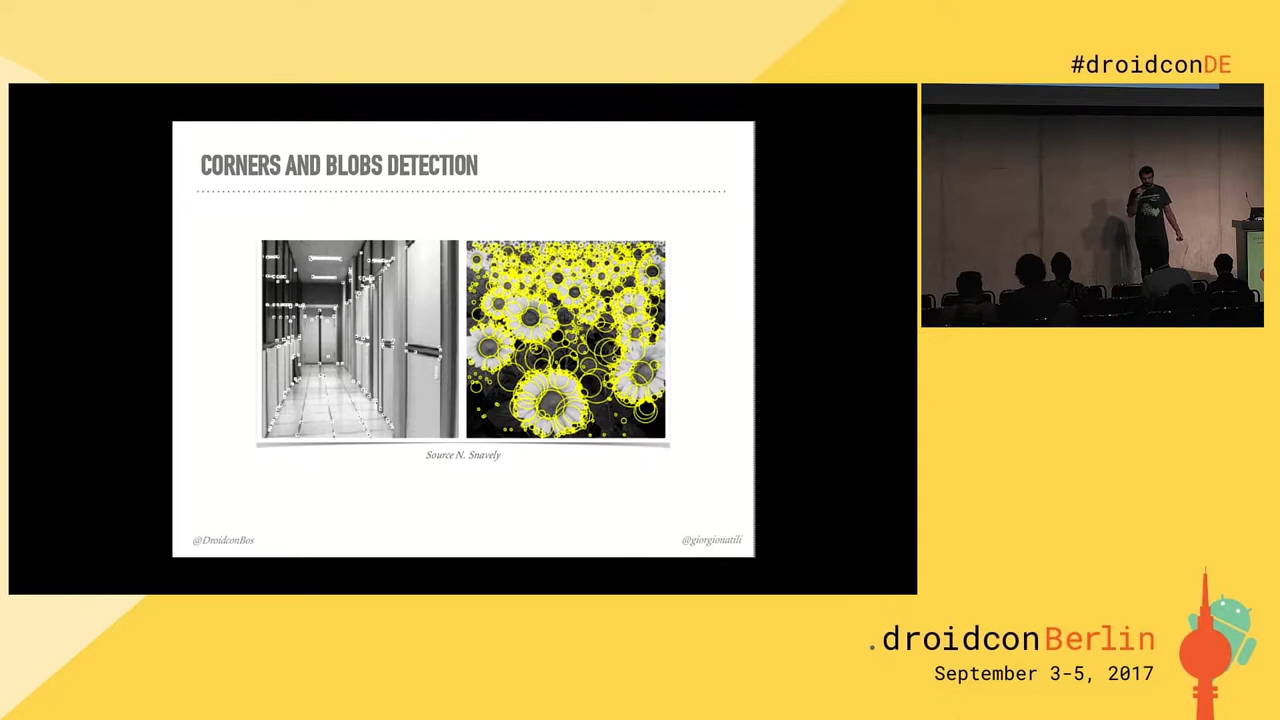 #droidconDE
CORNERS AND BLOBS DETECTION
Source N. Snavely
@DroidconBos
@giorgionatili
.droidconBerlin
September 3-5, 2017